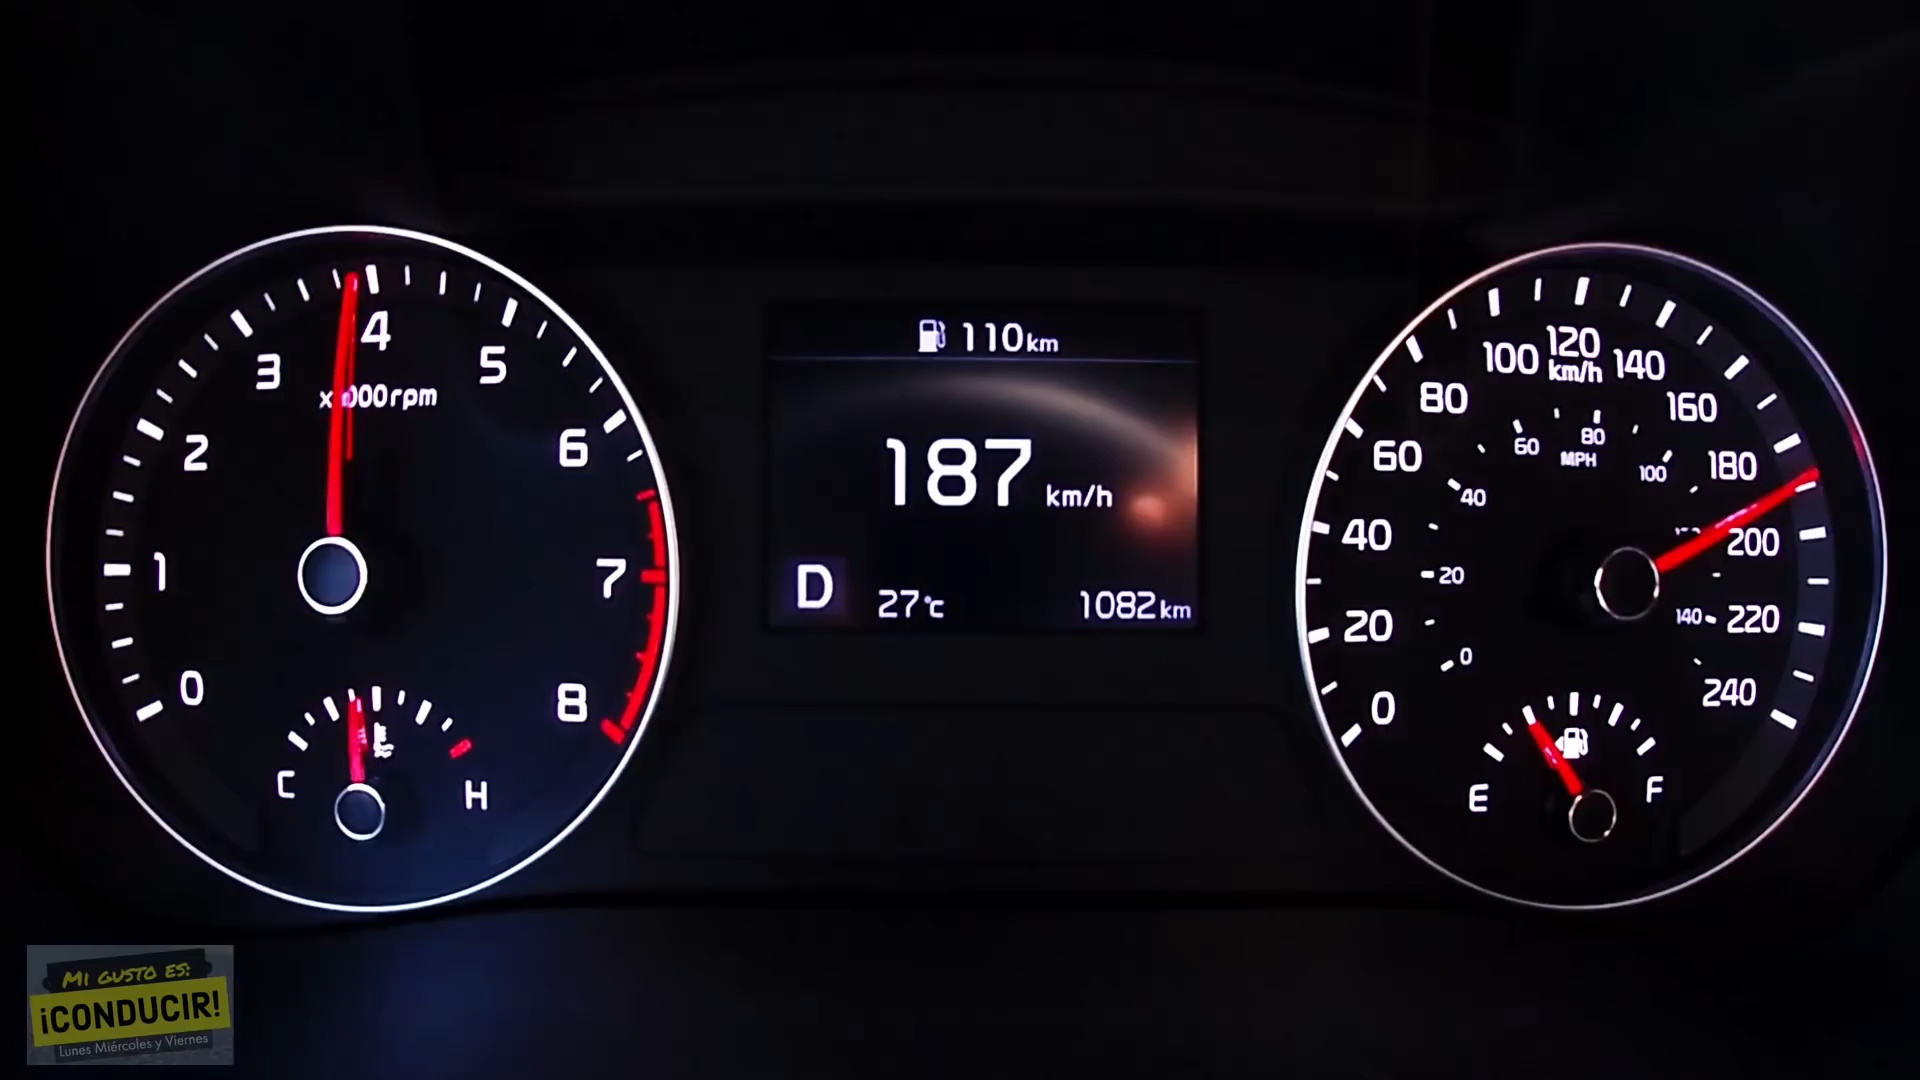 0
1
2
3
4
5
6
7
8
x 000rpm
C
H
110km
187 km/h
D
27°C
1082km
0
20
40
60
80
100
120
140
160
180
200
220
240
km/h
0
20
40
60
80
100
140
MPH
E
F
MI GUSTO ES:
¡CONDUCIR!
Lunes Miércoles y Viernes